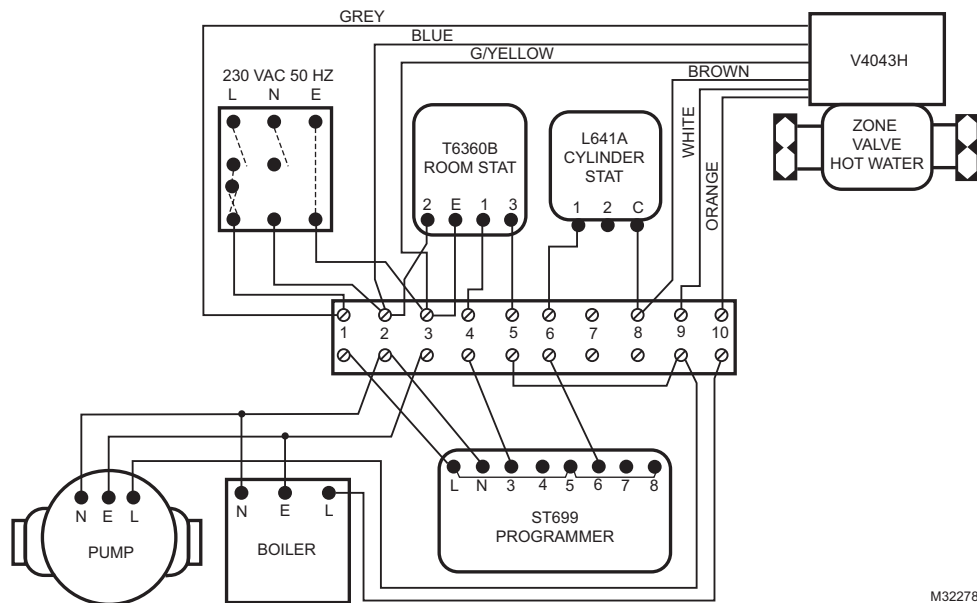 GREY
BLUE
G/YELLOW
BROWN
WHITE
ORANGE
V4043H
ZONE
VALVE
HOT WATER
230 VAC 50 HZ
L N E
T6360B
ROOM STAT
2 E 1 3
L641A
CYLINDER
STAT
1 2 C
1 2 3 4 5 6 7 8 9 10
N E L
PUMP
N E L
BOILER
L N 3 4 5 6 7 8
ST699
PROGRAMMER
M32278